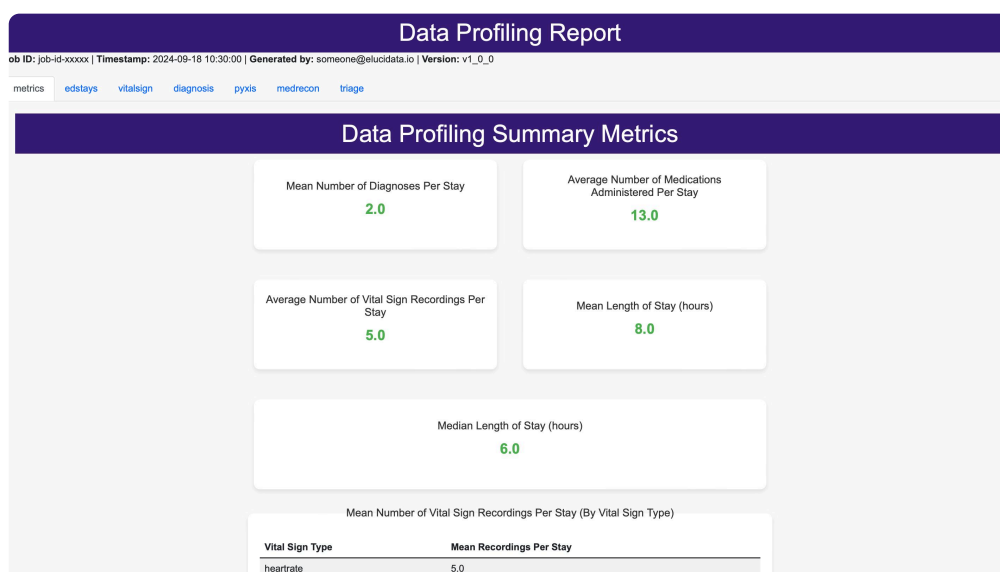 Data Profiling Report
ob ID: job-id-xxxxx | Timestamp: 2024-09-18 10:30:00 | Generated by: someone@elucidata.io | Version: v1_0_0
metrics edstays vitalsign diagnosis pyxis medrecon triage
Data Profiling Summary Metrics
Mean Number of Diagnoses Per Stay
2.0
Average Number of Medications
Administered Per Stay
13.0
Average Number of Vital Sign Recordings Per
Stay
5.0
Mean Length of Stay (hours)
8.0
Median Length of Stay (hours)
6.0
Mean Number of Vital Sign Recordings Per Stay (By Vital Sign Type)
Vital Sign Type Mean Recordings Per Stay
heartrate 5.0